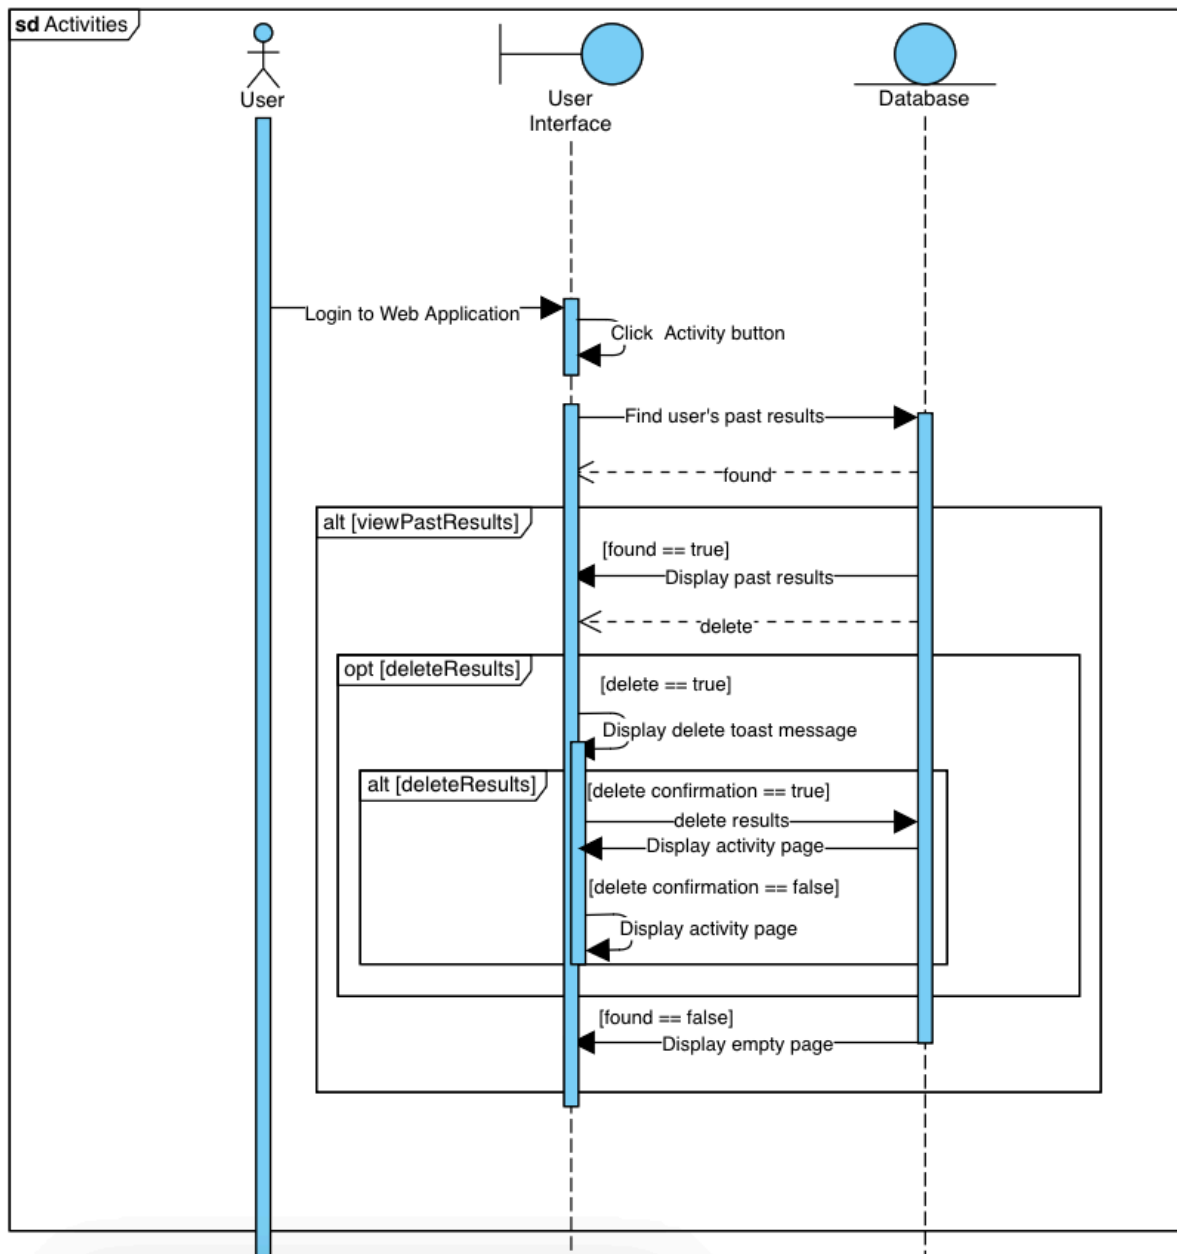 sd Activities
User
User
Interface
Database
Login to Web Application
Click Activity button
Find user's past results
found
alt [viewPastResults]
[found == true]
Display past results
delete
opt [deleteResults]
[delete == true]
Display delete toast message
alt [deleteResults]
[delete confirmation == true]
delete results
Display activity page
[delete confirmation == false]
Display activity page
[found == false]
Display empty page